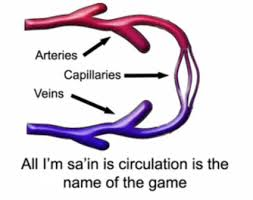 Arteries
Capillaries
Veins
All I'm sa'in is circulation is the
name of the game